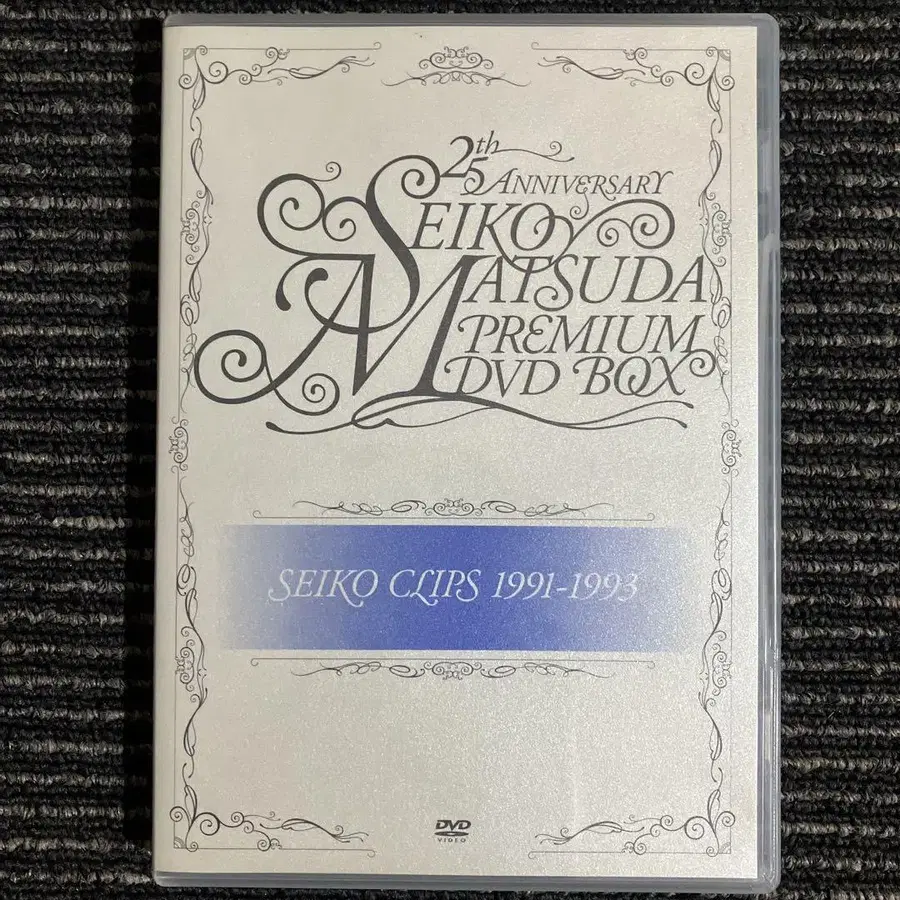 25th ANNIVERSARY
SEIKO
MATSUDA
PREMIUM
DVD BOX
SEIKO CLIPS 1991-1993
DVD
VIDEO